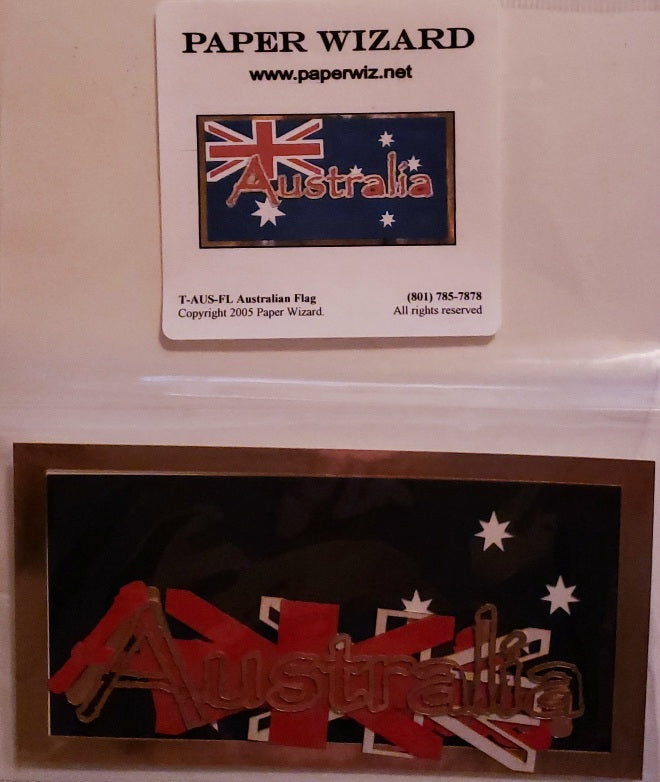 PAPER WIZARD
www.paperwiz.net
Australia
T-AUS-FL Australian Flag (801) 785-7878
Copyright 2005 Paper Wizard. All rights reserved
Australia